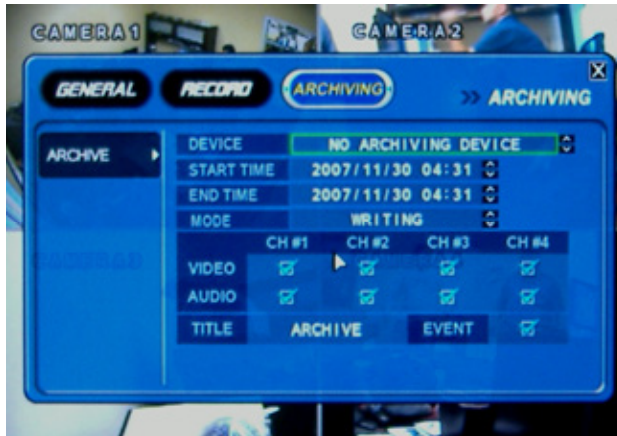 CAMERA1 CAMERA2
GENERAL RECORD ARCHIVING >> ARCHIVING
ARCHIVE
DEVICE NO ARCHIVING DEVICE
START TIME 2007/11/30 04:31
END TIME 2007/11/30 04:31
MODE WRITING
CH #1 CH #2 CH #3 CH #4
VIDEO
AUDIO
TITLE ARCHIVE EVENT